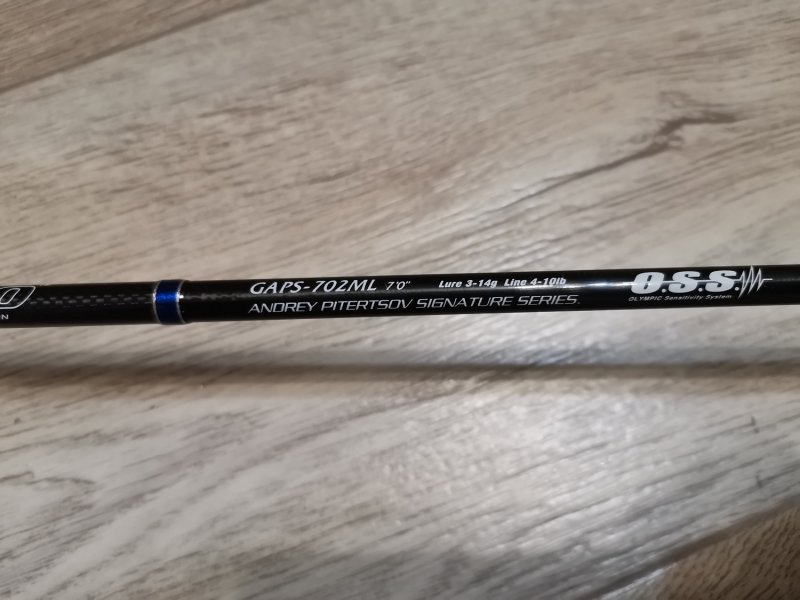 GAPS-702ML 7'0" Lure 3-14g Line 4-10lb
ANDREY PITERTSOV SIGNATURE SERIES
O.S.S.
OLYMPIC Sensitivity System